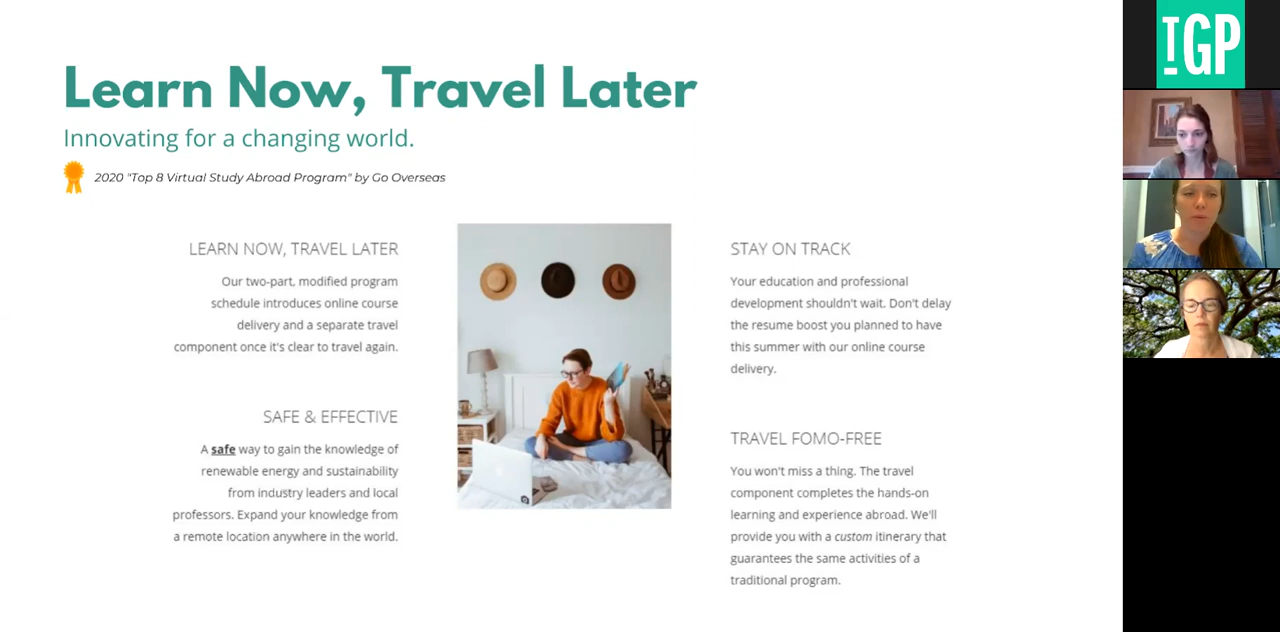 Learn Now, Travel Later
Innovating for a changing world.
2020 "Top 8 Virtual Study Abroad Program" by Go Overseas
LEARN NOW, TRAVEL LATER
Our two-part, modified program
schedule introduces online course
delivery and a separate travel
component once it's clear to travel again.
SAFE & EFFECTIVE
A safe way to gain the knowledge of
renewable energy and sustainability
from industry leaders and local
professors. Expand your knowledge from
a remote location anywhere in the world.
STAY ON TRACK
Your education and professional
development shouldn't wait. Don't delay
the resume boost you planned to have
this summer with our online course
delivery.
TRAVEL FOMO-FREE
You won't miss a thing. The travel
component completes the hands-on
learning and experience abroad. We'll
provide you with a custom itinerary that
guarantees the same activities of a
traditional program.
TGP